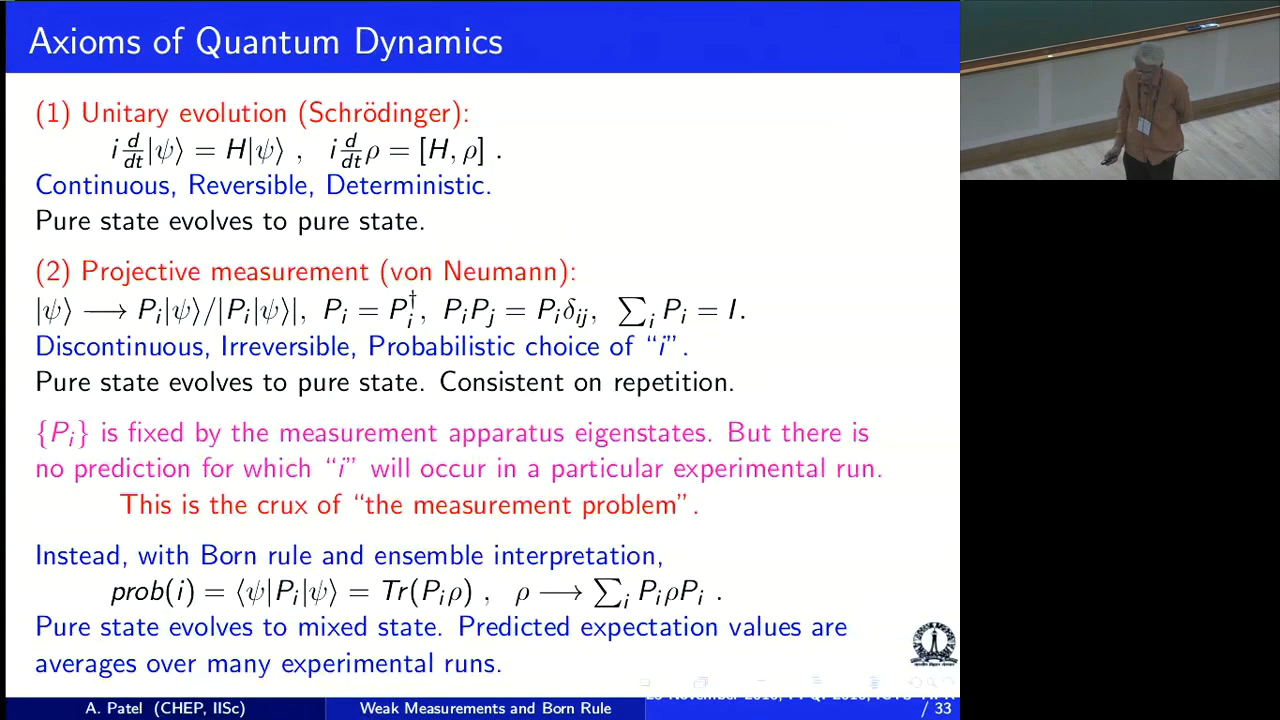 Axioms of Quantum Dynamics
(1) Unitary evolution (Schrödinger):
i d/dt |ψ⟩ = H|ψ⟩ , i d/dt ρ = [H, ρ] .
Continuous, Reversible, Deterministic.
Pure state evolves to pure state.
(2) Projective measurement (von Neumann):
|ψ⟩ ⟶ P_i|ψ⟩/|P_i|ψ⟩|, P_i = P_i^†, P_iP_j = P_iδ_ij, ∑_i P_i = I.
Discontinuous, Irreversible, Probabilistic choice of “i”.
Pure state evolves to pure state. Consistent on repetition.
{P_i} is fixed by the measurement apparatus eigenstates. But there is
no prediction for which “i” will occur in a particular experimental run.
This is the crux of “the measurement problem”.
Instead, with Born rule and ensemble interpretation,
prob(i) = ⟨ψ|P_i|ψ⟩ = Tr(P_iρ) , ρ ⟶ ∑_i P_iρP_i .
Pure state evolves to mixed state. Predicted expectation values are
averages over many experimental runs.
A. Patel (CHEP, IISc) Weak Measurements and Born Rule / 33